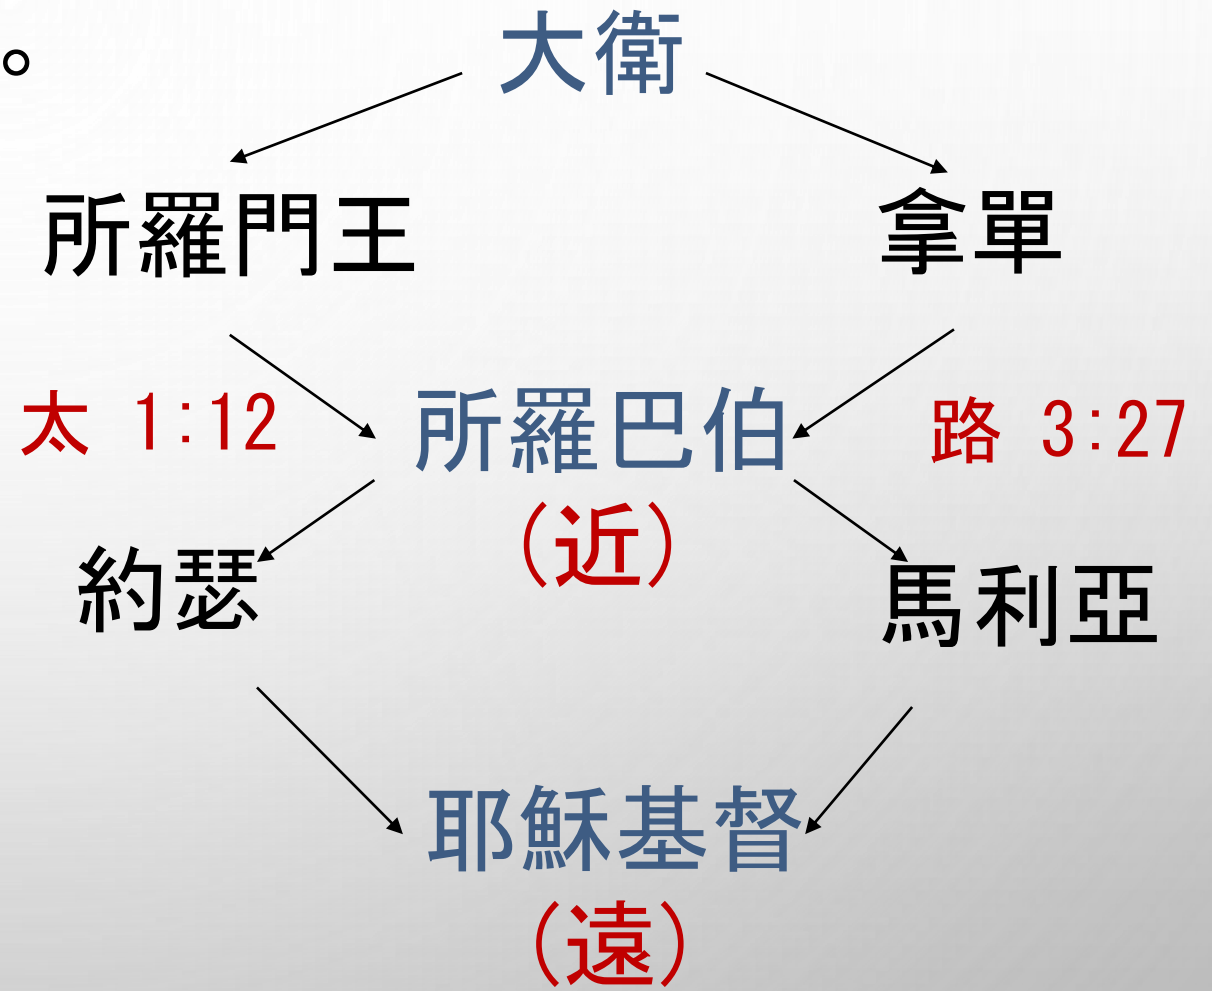 。
大衛
所羅門王 拿單
太 1:12 所羅巴伯 路 3:27
(近)
約瑟 馬利亞
耶穌基督
(遠)